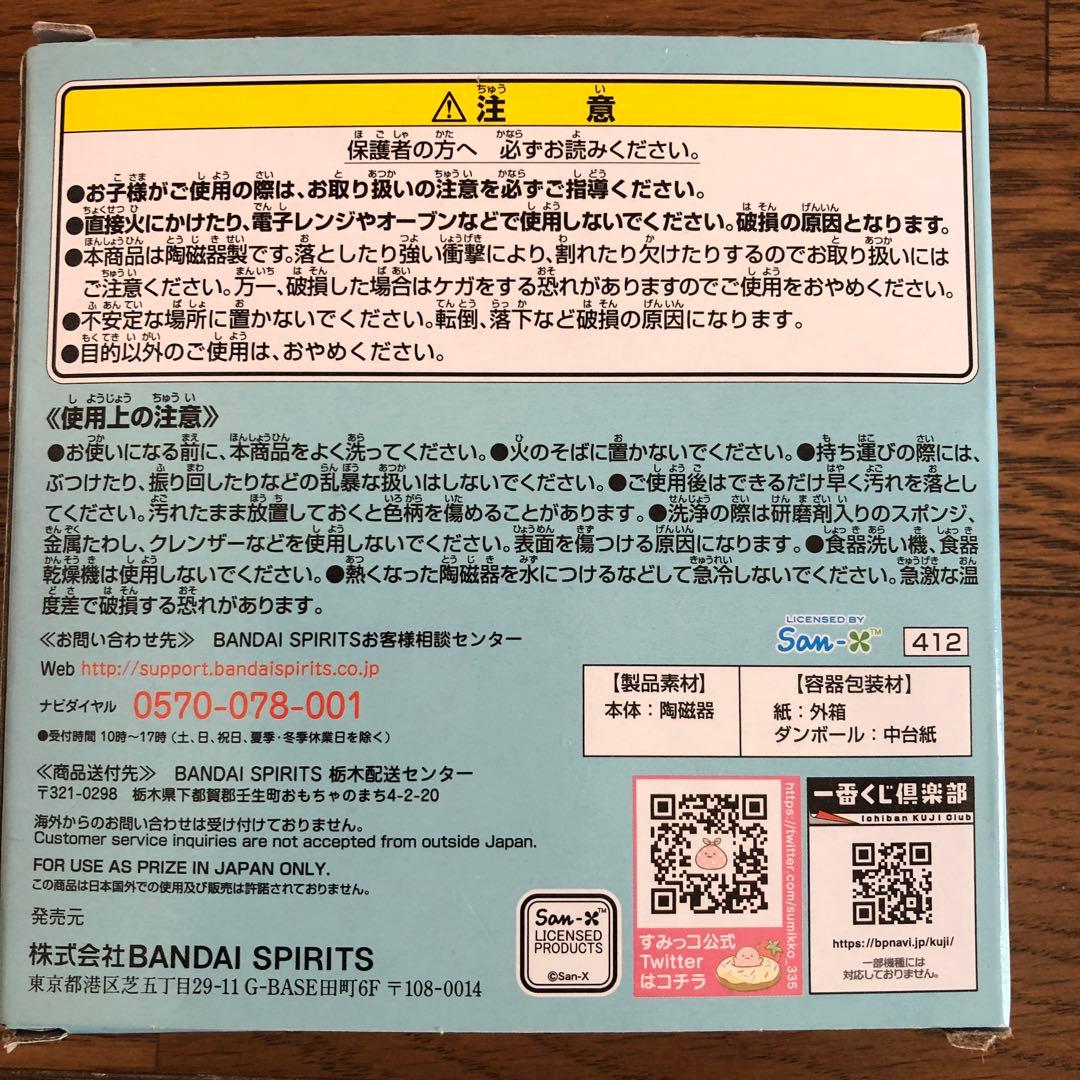 ⚠注意
保護者の方へ 必ずお読みください。
●お子様がご使用の際は、お取り扱いの注意を必ずご指導ください。
●直接火にかけたり、電子レンジやオーブンなどで使用しないでください。破損の原因となります。
●本商品は陶磁器製です。落としたり強い衝撃により、割れたり欠けたりするのでお取り扱いには
ご注意ください。万一、破損した場合はケガをする恐れがありますのでご使用をおやめください。
●不安定な場所に置かないでください。転倒、落下など破損の原因になります。
●目的以外のご使用は、おやめください。
《使用上の注意》
●お使いになる前に、本商品をよく洗ってください。●火のそばに置かないでください。●持ち運びの際には、
ぶつけたり、振り回したりなどの乱暴な扱いはしないでください。●ご使用後はできるだけ早く汚れを落とし
てください。汚れたまま放置しておくと色柄を傷めることがあります。●洗浄の際は研磨剤入りのスポンジ、
金属たわし、クレンザーなどを使用しないでください。表面を傷つける原因になります。●食器洗い機、食器
乾燥機は使用しないでください。●熱くなった陶磁器を水につけるなどして急冷しないでください。急激な温
度差で破損する恐れがあります。
LICENSED BY
San-X™
412
≪お問い合わせ先≫ BANDAI SPIRITSお客様相談センター
Web http://support.bandaispirits.co.jp
ナビダイヤル 0570-078-001
●受付時間 10時〜17時(土、日、祝日、夏季・冬季休業日を除く)
【製品素材】
本体：陶磁器
【容器包装材】
紙：外箱
ダンボール：中台紙
≪商品送付先≫ BANDAI SPIRITS 栃木配送センター
〒321-0298 栃木県下都賀郡壬生町おもちゃのまち4-2-20
海外からのお問い合わせは受け付けておりません。
Customer service inquiries are not accepted from outside Japan.
FOR USE AS PRIZE IN JAPAN ONLY.
この商品は日本国外での使用及び販売は許諾されておりません。
発売元
株式会社BANDAI SPIRITS
東京都港区芝五丁目29-11 G-BASE田町6F 〒108-0014
San-X™
LICENSED
PRODUCTS
©San-X
https://twitter.com/sumikko_335
すみっコ公式
Twitter
はコチラ
一番くじ倶楽部
Ichiban KUJI Club
https://bpnavi.jp/kuji/
一部機種には
対応しておりません。